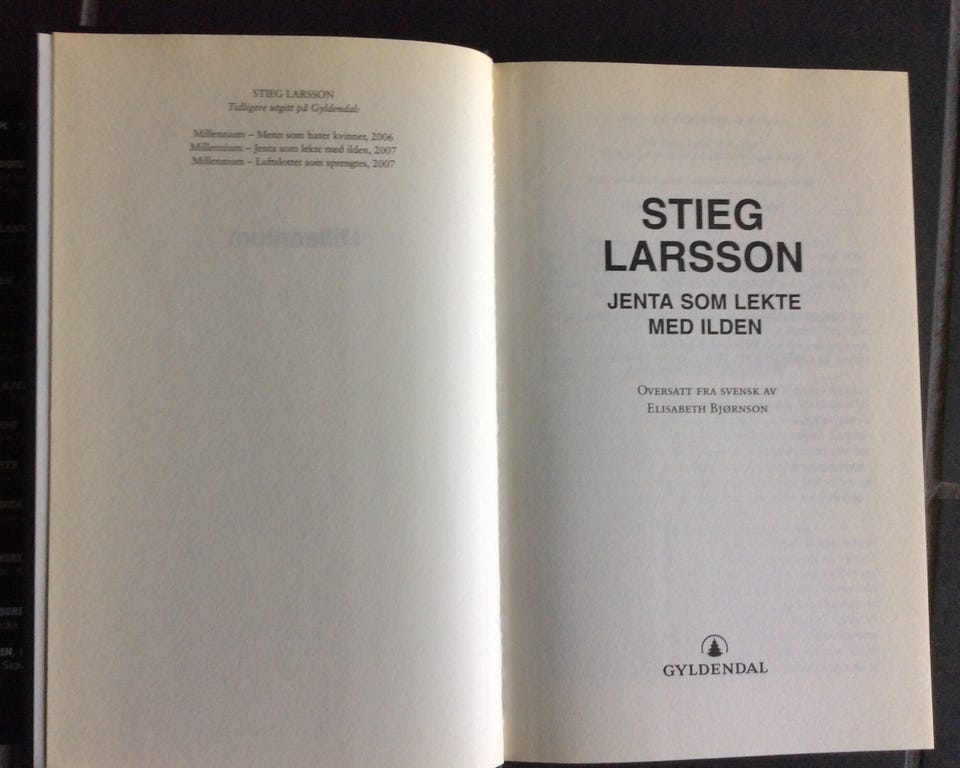 STIEG LARSSON
Tidligere utgitt på Gyldendal:
Millennium – Menn som hater kvinner, 2006
Millennium – Jenta som lekte med ilden, 2007
Millennium – Luftslottet som sprengtes, 2007
STIEG
LARSSON
JENTA SOM LEKTE
MED ILDEN
OVERSATT FRA SVENSK AV
ELISABETH BJØRNSON
GYLDENDAL